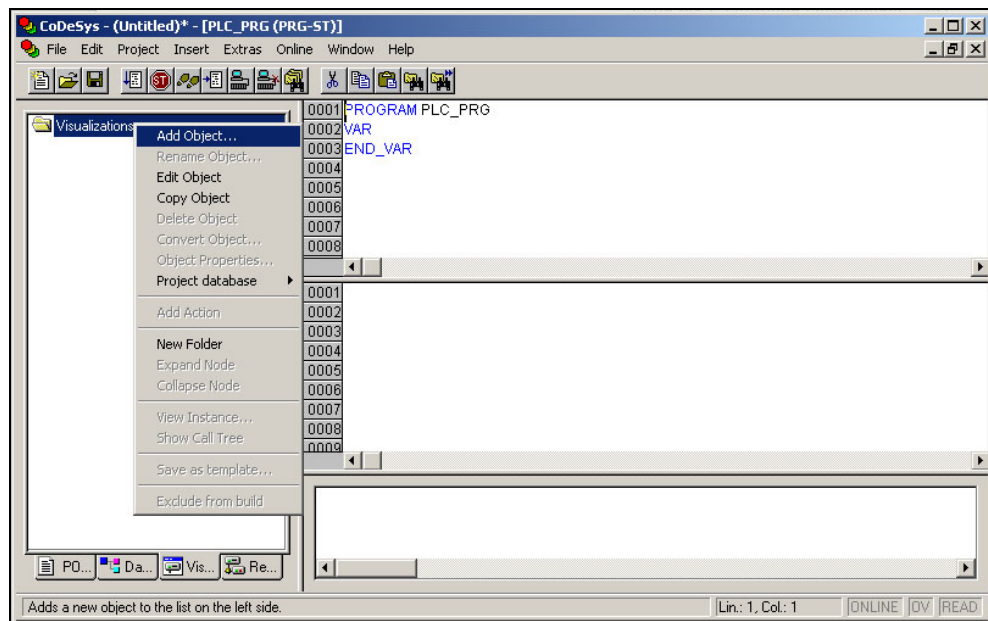 CoDeSys - (Untitled)* - [PLC_PRG (PRG-ST)]
File Edit Project Insert Extras Online Window Help
Visualizations
Add Object...
Rename Object...
Edit Object
Copy Object
Delete Object
Convert Object...
Object Properties...
Project database
Add Action
New Folder
Expand Node
Collapse Node
View Instance...
Show Call Tree
Save as template...
Exclude from build
0001 PROGRAM PLC_PRG
0002 VAR
0003 END_VAR
0004
0005
0006
0007
0008
0001
0002
0003
0004
0005
0006
0007
0008
0009
PO... Da... Vis... Re...
Adds a new object to the list on the left side.
Lin.: 1, Col.: 1 ONLINE OV READ